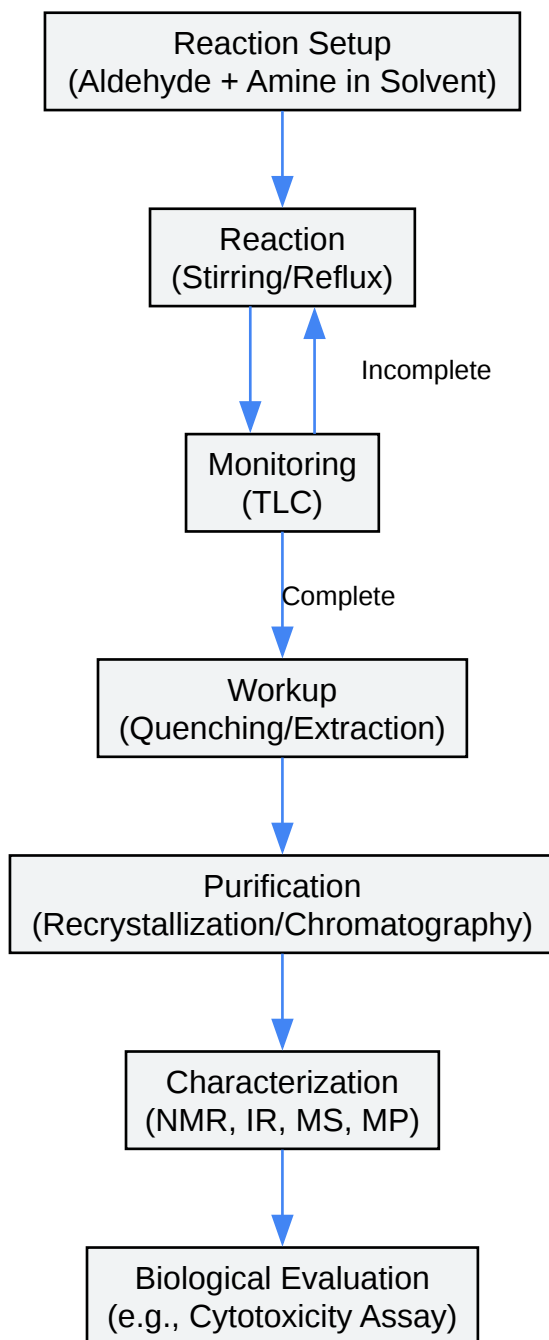 Reaction Setup
(Aldehyde + Amine in Solvent)
Reaction
(Stirring/Reflux)
Incomplete
Monitoring
(TLC)
Complete
Workup
(Quenching/Extraction)
Purification
(Recrystallization/Chromatography)
Characterization
(NMR, IR, MS, MP)
Biological Evaluation
(e.g., Cytotoxicity Assay)